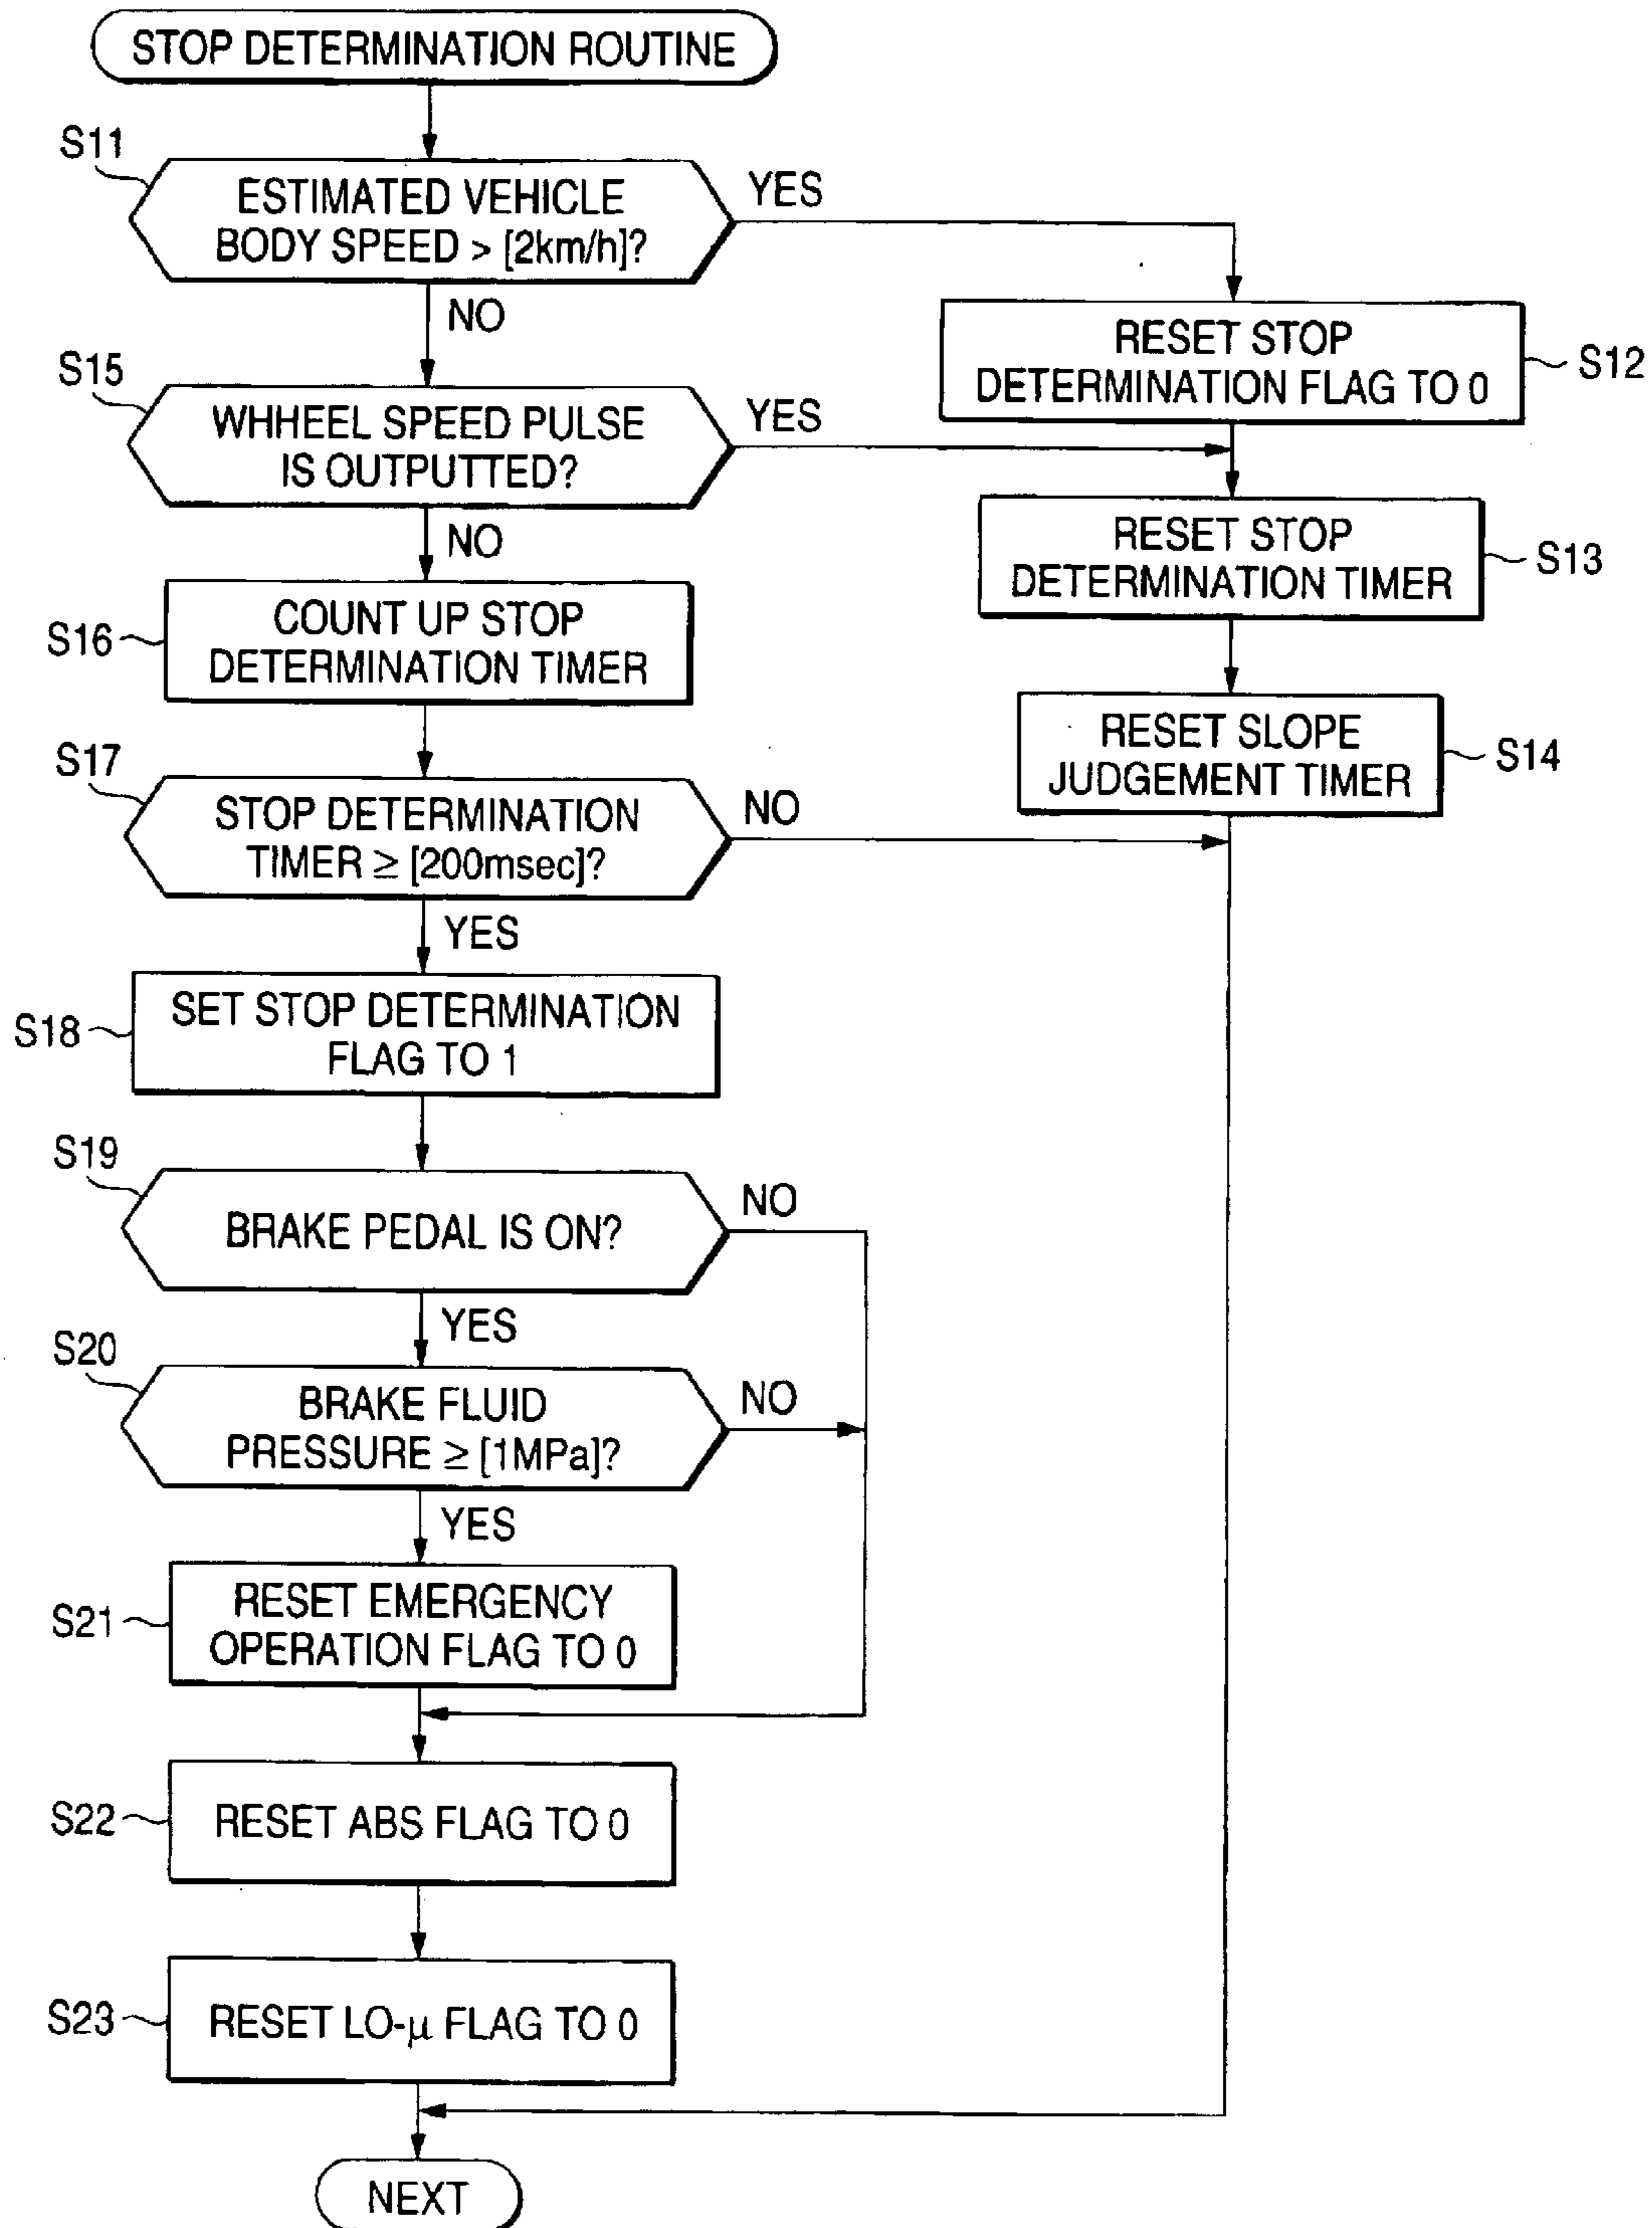 STOP DETERMINATION ROUTINE
S11
ESTIMATED VEHICLE
BODY SPEED > [2km/h]?
YES
NO
RESET STOP
DETERMINATION FLAG TO 0
S12
S15
WHHEEL SPEED PULSE
IS OUTPUTTED?
YES
NO
RESET STOP
DETERMINATION TIMER
S13
S16
COUNT UP STOP
DETERMINATION TIMER
RESET SLOPE
JUDGEMENT TIMER
S14
S17
STOP DETERMINATION
TIMER ≥ [200msec]?
NO
YES
S18
SET STOP DETERMINATION
FLAG TO 1
S19
BRAKE PEDAL IS ON?
NO
YES
S20
BRAKE FLUID
PRESSURE ≥ [1MPa]?
NO
YES
S21
RESET EMERGENCY
OPERATION FLAG TO 0
S22
RESET ABS FLAG TO 0
S23
RESET LO-μ FLAG TO 0
NEXT